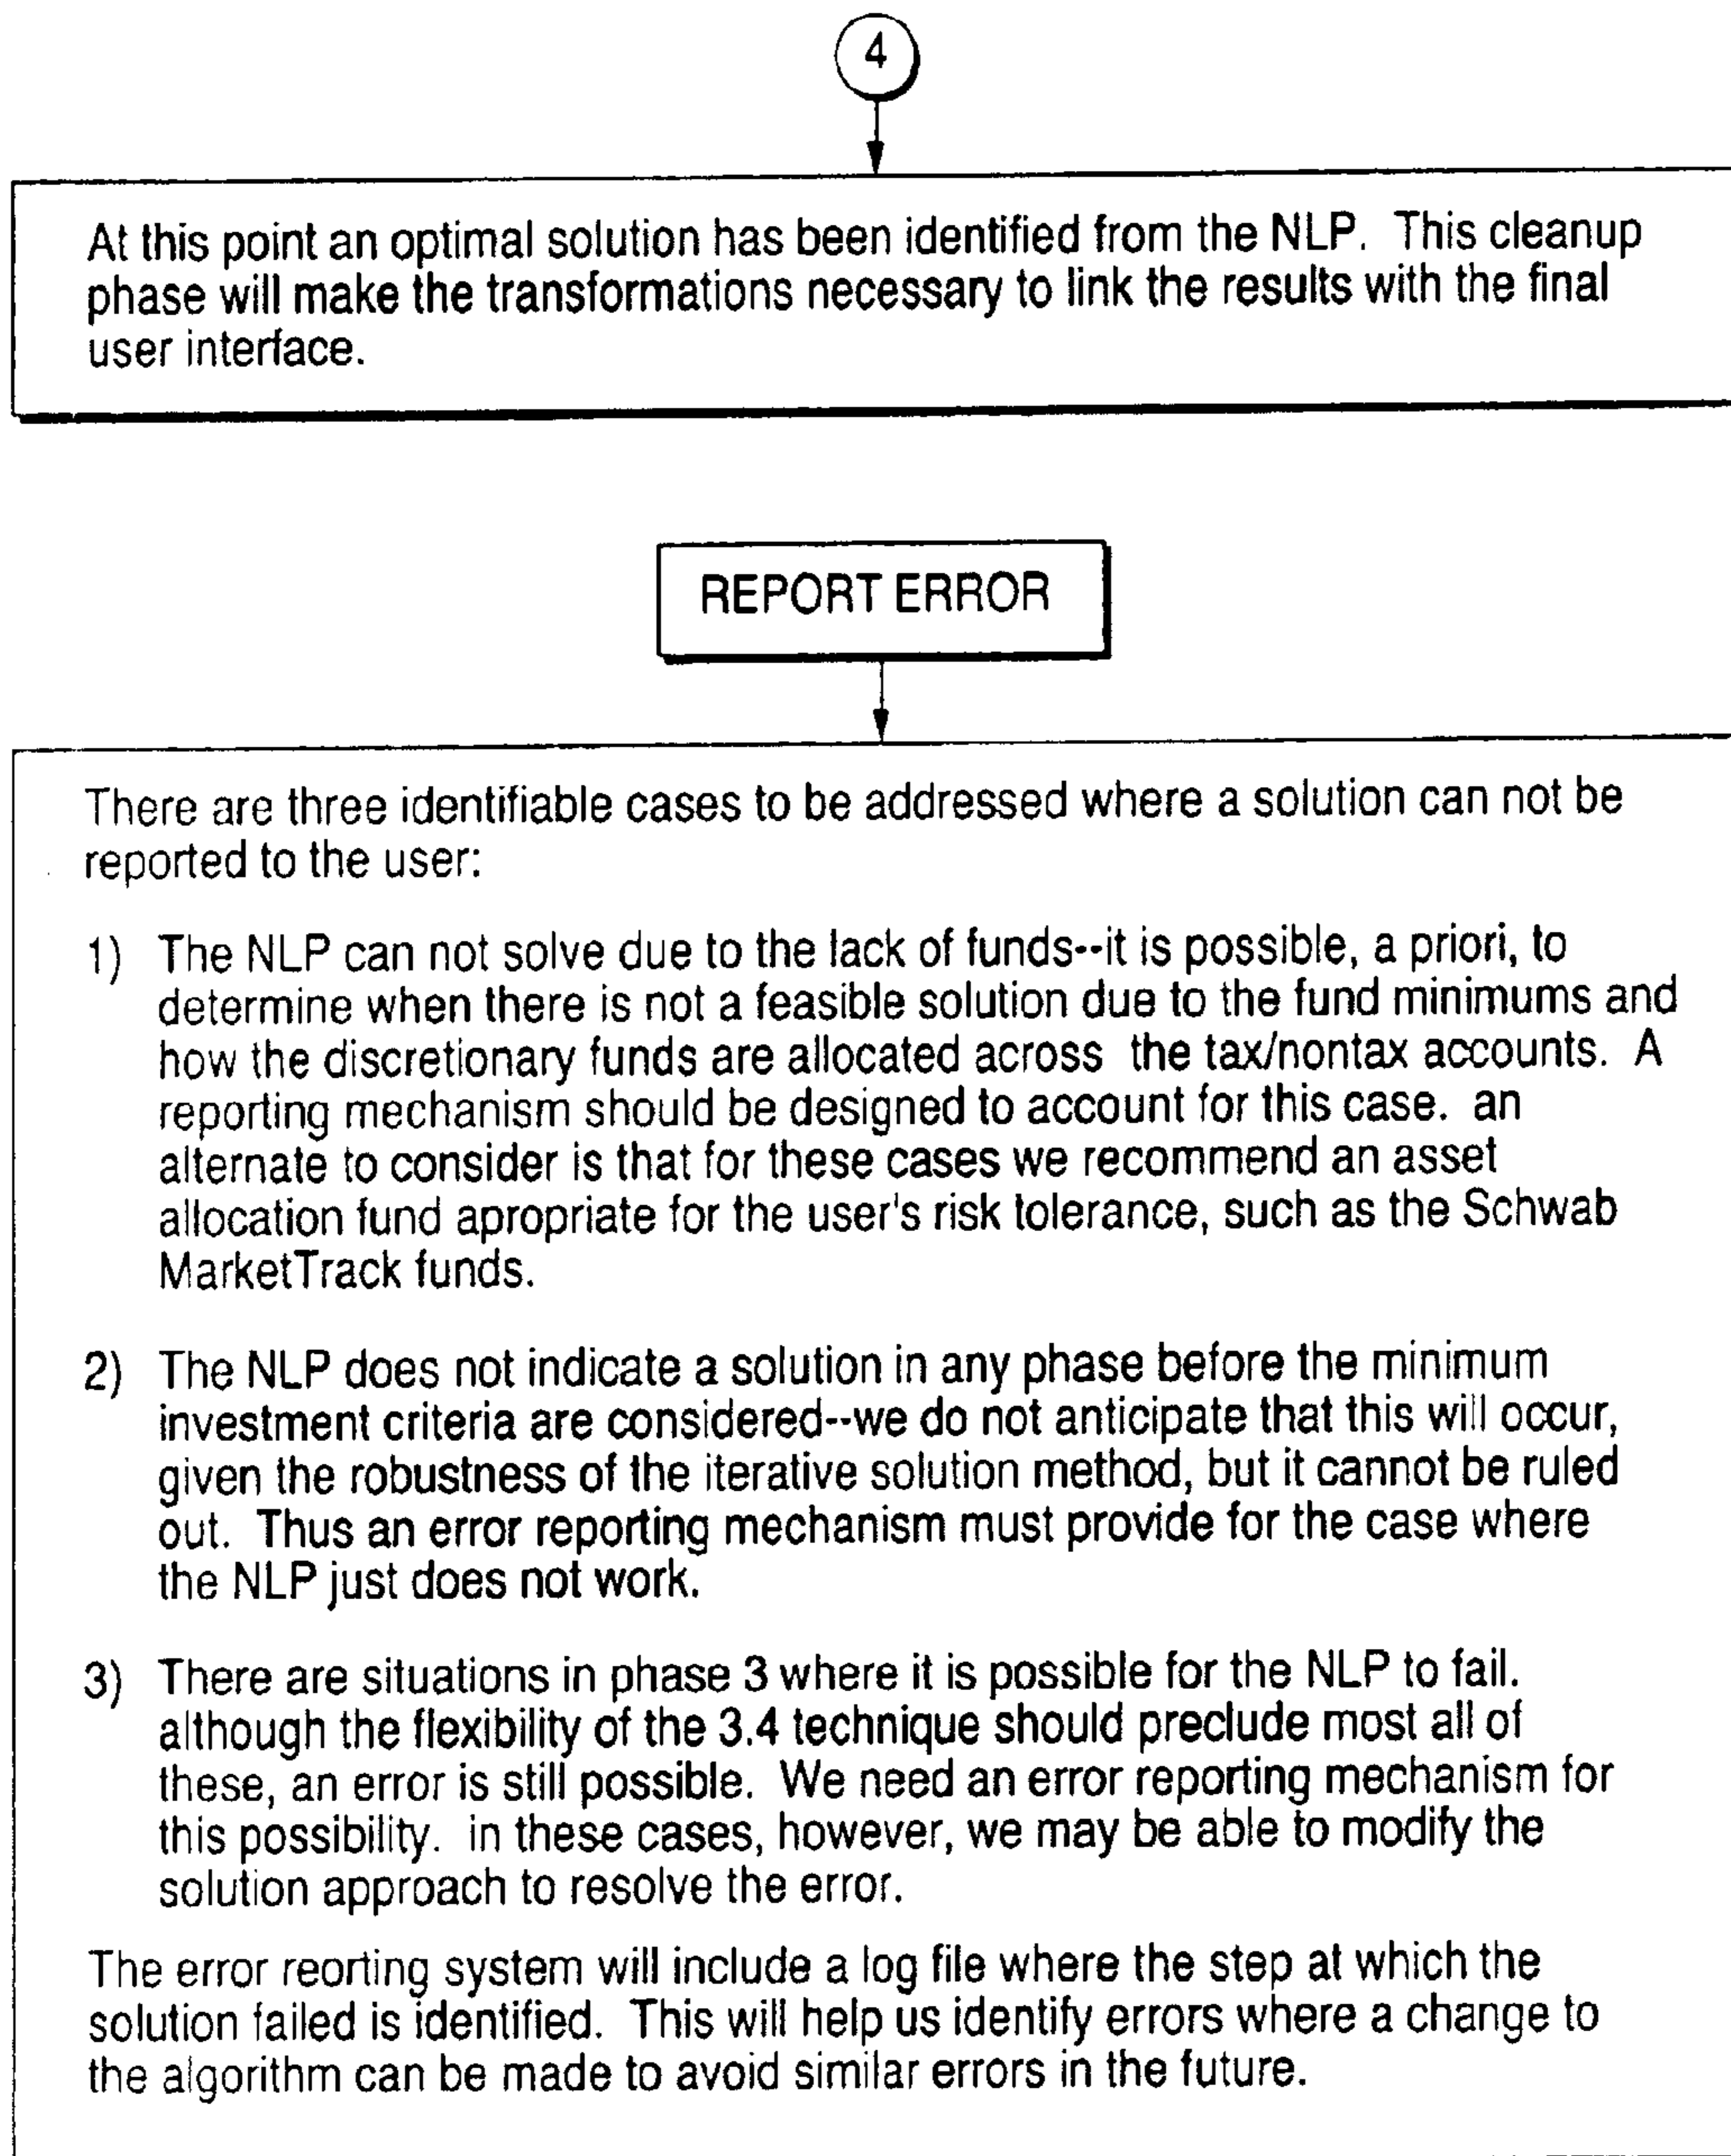 4
At this point an optimal solution has been identified from the NLP. This cleanup
phase will make the transformations necessary to link the results with the final
user interface.
REPORT ERROR
There are three identifiable cases to be addressed where a solution can not be
reported to the user:
1) The NLP can not solve due to the lack of funds--it is possible, a priori, to
determine when there is not a feasible solution due to the fund minimums and
how the discretionary funds are allocated across the tax/nontax accounts. A
reporting mechanism should be designed to account for this case. an
alternate to consider is that for these cases we recommend an asset
allocation fund apropriate for the user's risk tolerance, such as the Schwab
MarketTrack funds.
2) The NLP does not indicate a solution in any phase before the minimum
investment criteria are considered--we do not anticipate that this will occur,
given the robustness of the iterative solution method, but it cannot be ruled
out. Thus an error reporting mechanism must provide for the case where
the NLP just does not work.
3) There are situations in phase 3 where it is possible for the NLP to fail.
although the flexibility of the 3.4 technique should preclude most all of
these, an error is still possible. We need an error reporting mechanism for
this possibility. in these cases, however, we may be able to modify the
solution approach to resolve the error.
The error reorting system will include a log file where the step at which the
solution failed is identified. This will help us identify errors where a change to
the algorithm can be made to avoid similar errors in the future.